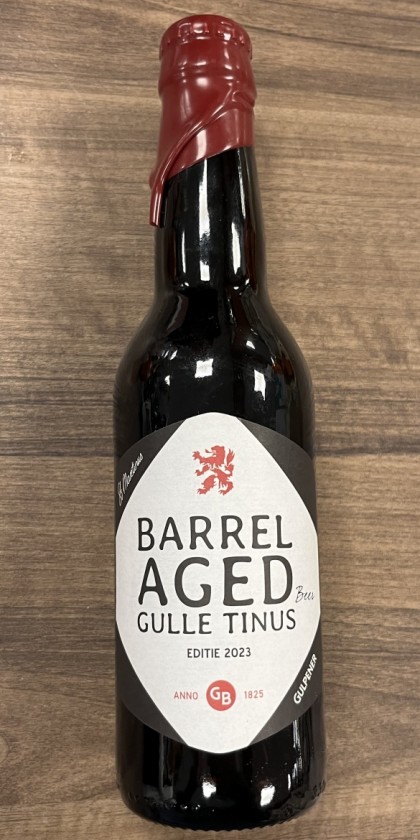 BARREL
AGED
Beer
GULLE TINUS
EDITIE 2023
ANNO GB 1825
GULPENER